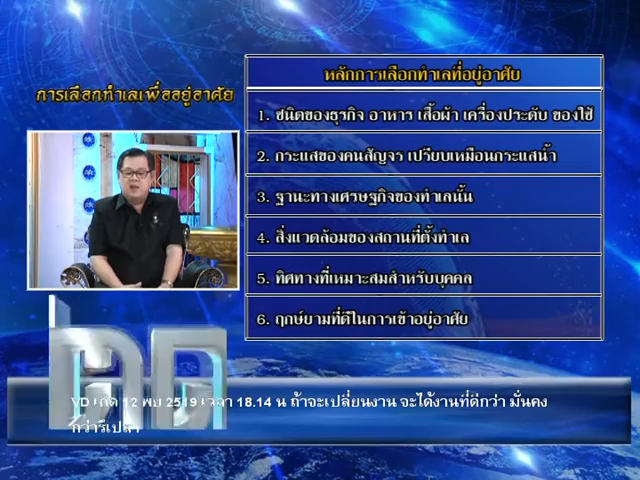 การเลือกทำเลเพื่ออยู่อาศัย
หลักการเลือกทำเลที่อยู่อาศัย
1. ชนิดของธุรกิจ อาหาร เสื้อผ้า เครื่องประดับ ของใช้
2. กระแสของคนสัญจร เปรียบเหมือนกระแสน้ำ
3. ฐานะทางเศรษฐกิจของทำเลนั้น
4. สิ่งแวดล้อมของสถานที่ตั้งทำเล
5. ทิศทางที่เหมาะสมสำหรับบุคคล
6. ฤกษ์ยามที่ดีในการเข้าอยู่อาศัย
VD เกิด 12 พย 2519 เวลา 18.14 น ถ้าจะเปลี่ยนงาน จะได้งานที่ดีกว่า มั่นคง
กว่ารึเปล่า